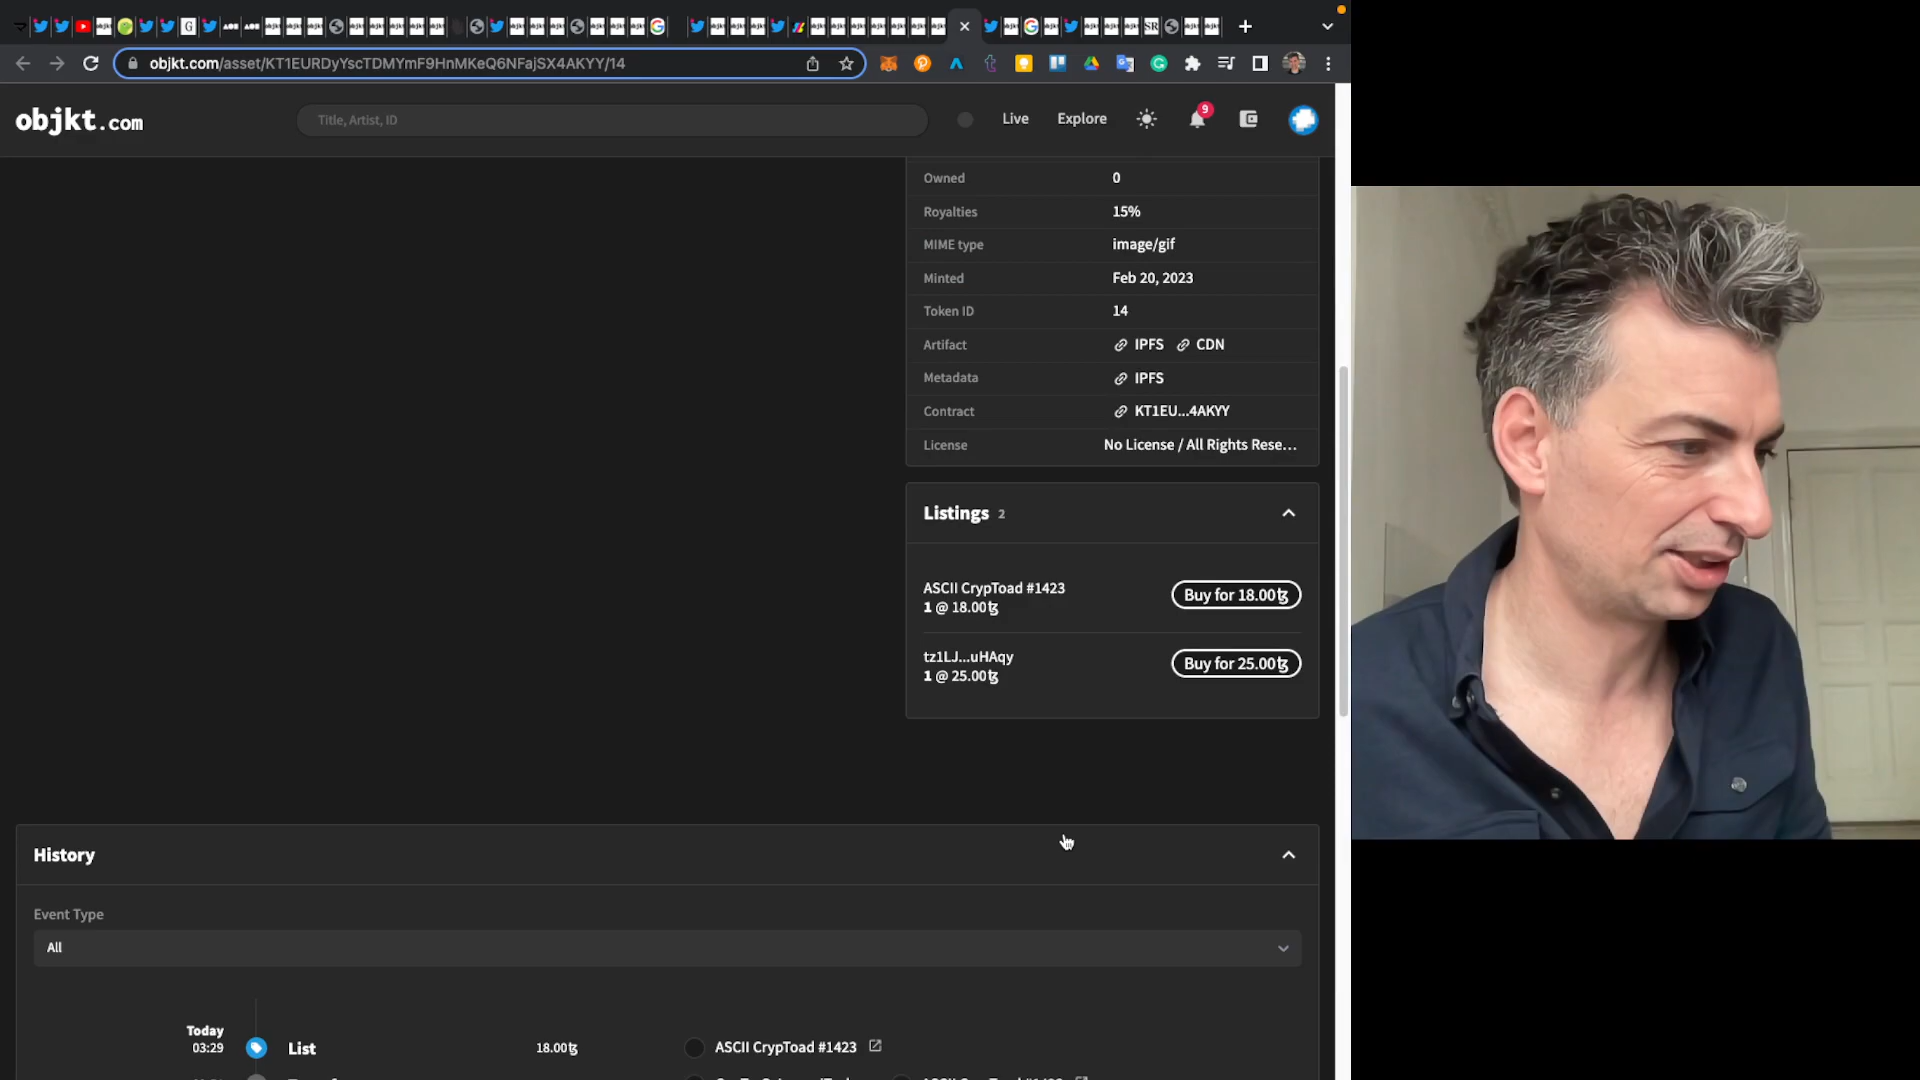 objkt.com/asset/KT1EURDyYscTDMYmF9HnMKeQ6NFajSX4AKYY/14
objkt.com
Title, Artist, ID
Live
Explore
9
Owned 0
Royalties 15%
MIME type image/gif
Minted Feb 20, 2023
Token ID 14
Artifact IPFS CDN
Metadata IPFS
Contract KT1EU...4AKYY
License No License / All Rights Rese...
Listings 2
ASCII CrypToad #1423
1 @ 18.00ꜩ
Buy for 18.00ꜩ
tz1LJ...uHAqy
1 @ 25.00ꜩ
Buy for 25.00ꜩ
History
Event Type
All
Today
03:29
List
18.00ꜩ
ASCII CrypToad #1423